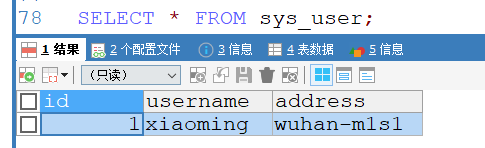 78 SELECT * FROM sys_user;
1 结果 2 个配置文件 3 信息 4 表数据 5 信息
(只读)
id username address
1 xiaoming wuhan-m1s1